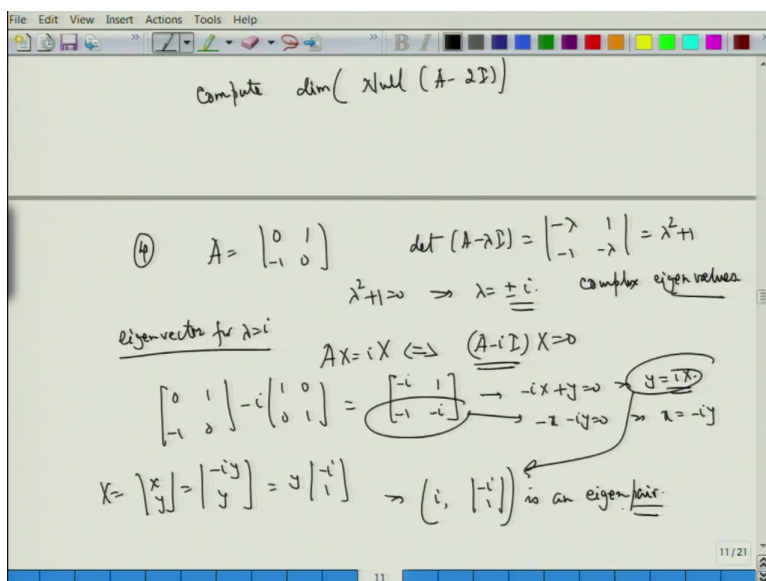 File Edit View Insert Actions Tools Help
Compute dim( Null (A- 2I))
(4) A = [0 1; -1 0] det (A-λI) = |-λ 1; -1 -λ| = λ²+1
λ²+1=0 ⇒ λ= ±i. Complex eigenvalues
eigenvector for λ=i
AX=iX <=> (A-iI) X=0
[0 1; -1 0] -i [1 0; 0 1] = [-i 1; -1 -i] → -ix+y=0 → y=ix
→ -x-iy=0 ⇒ x=-iy
X= [x; y] = [-iy; y] = y [-i; 1] → (i, [-i; 1]) is an eigenpair.
11/21
11